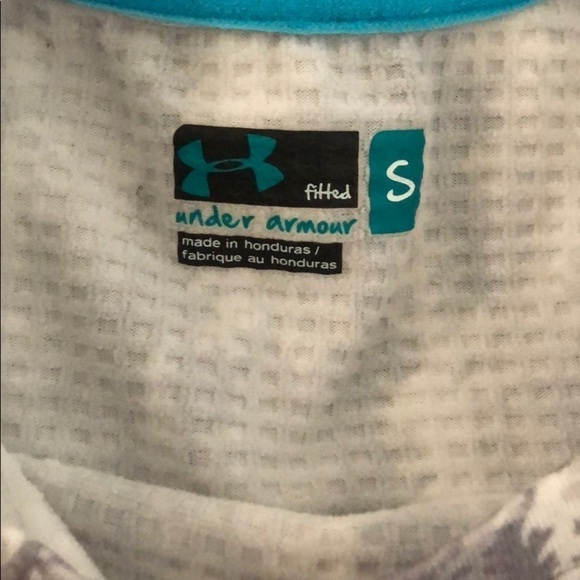 fitted
S
under armour
made in honduras /
fabrique au honduras